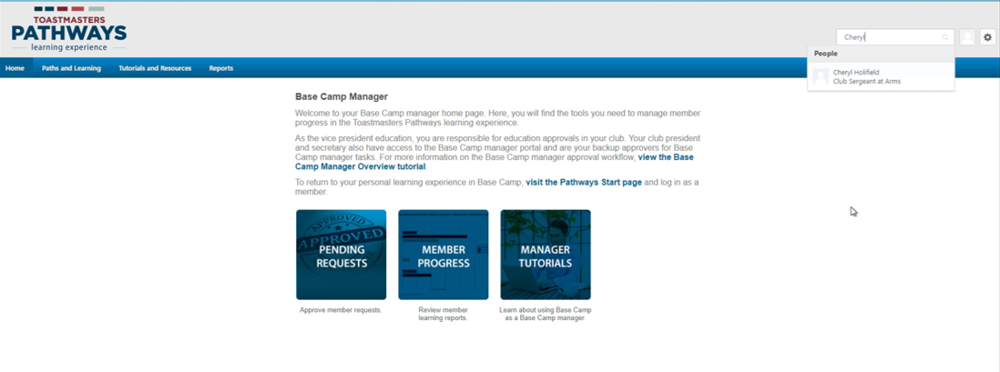 TOASTMASTERS
PATHWAYS
learning experience
Cheryl
People
Cheryl Holifield
Club Sergeant at Arms
Home
Paths and Learning
Tutorials and Resources
Reports
Base Camp Manager
Welcome to your Base Camp manager home page. Here, you will find the tools you need to manage member
progress in the Toastmasters Pathways learning experience.
As the vice president education, you are responsible for education approvals in your club. Your club president
and secretary also have access to the Base Camp manager portal and are your backup approvers for Base
Camp manager tasks. For more information on the Base Camp manager approval workflow, view the Base
Camp Manager Overview tutorial.
To return to your personal learning experience in Base Camp, visit the Pathways Start page and log in as a
member.
APPROVED
APPROVED
PENDING
REQUESTS
MEMBER
PROGRESS
MANAGER
TUTORIALS
Approve member requests.
Review member
learning reports.
Learn about using Base Camp
as a Base Camp manager.